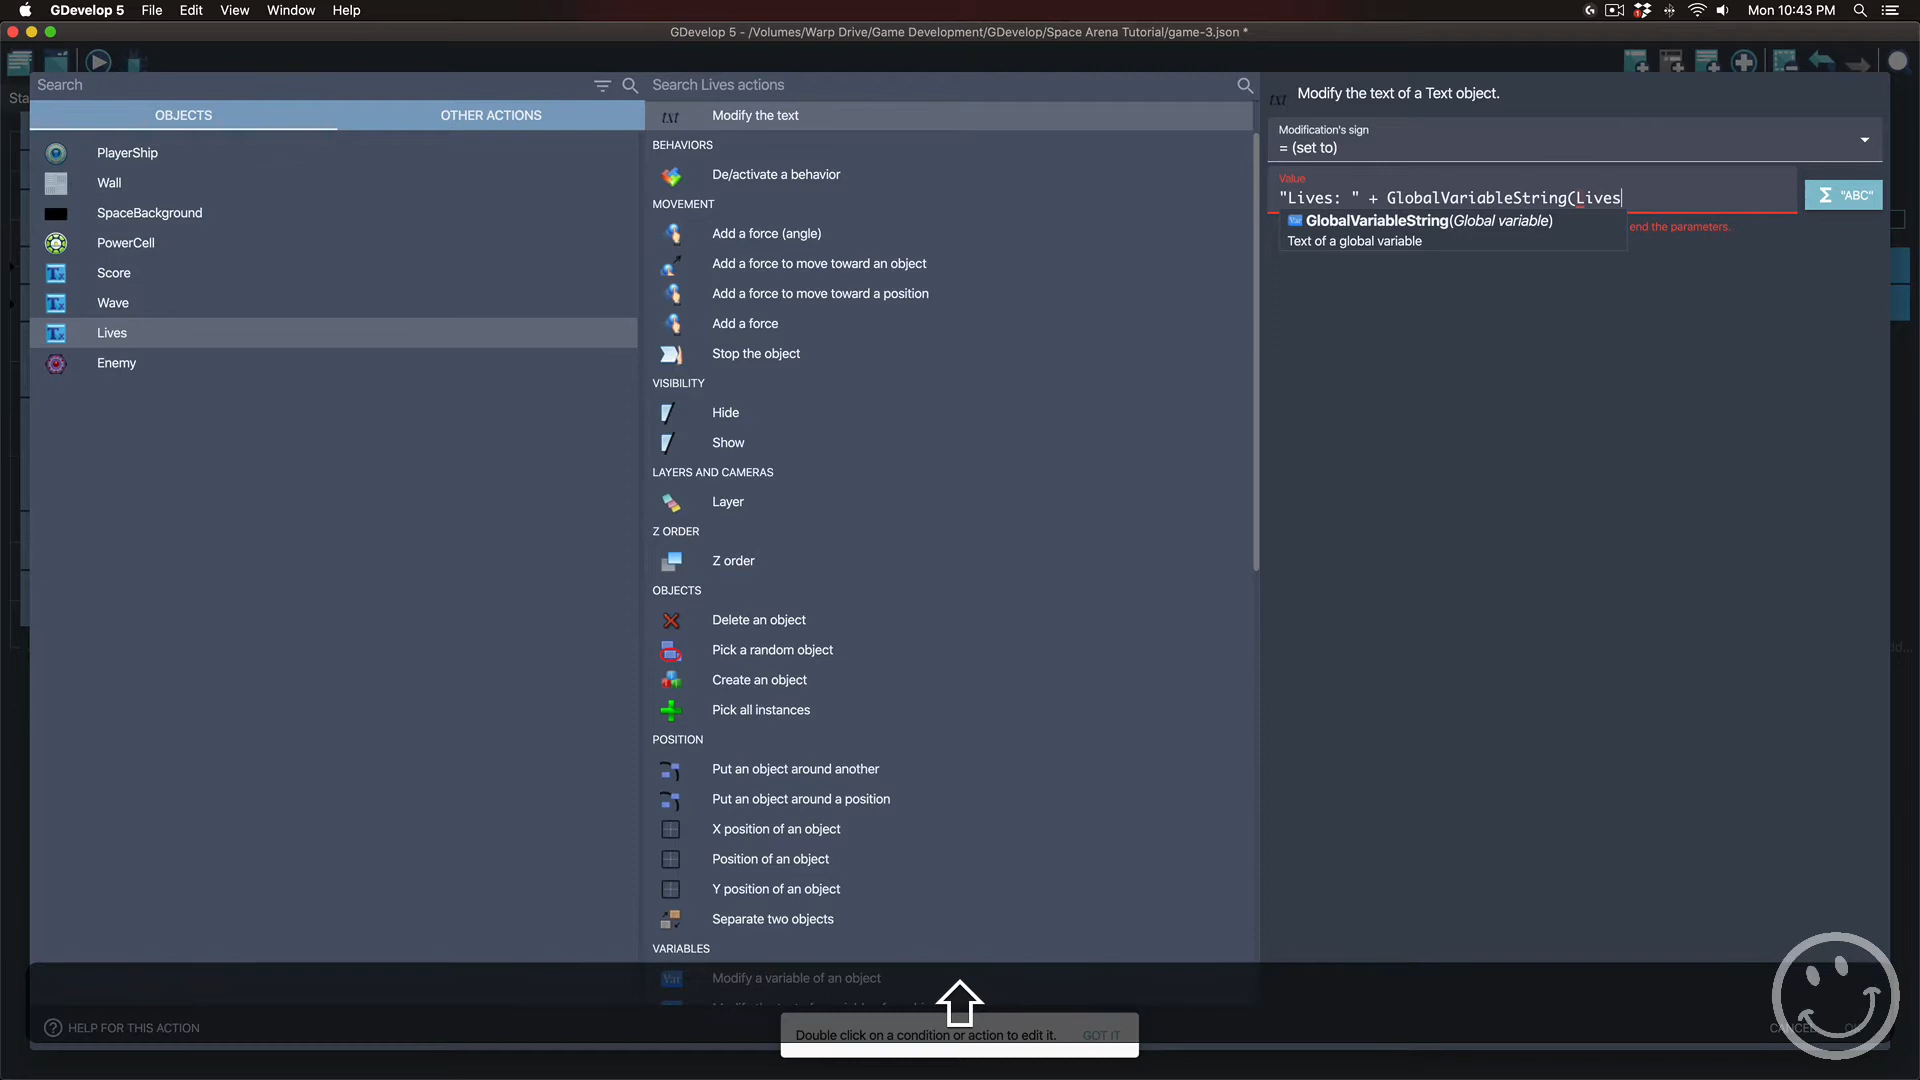 GDevelop 5 File Edit View Window Help
Mon 10:43 PM
GDevelop 5 - /Volumes/Warp Drive/Game Development/GDevelop/Space Arena Tutorial/game-3.json *
Sta
Search
OBJECTS
OTHER ACTIONS
PlayerShip
Wall
SpaceBackground
PowerCell
Score
Wave
Lives
Enemy
Search Lives actions
txt Modify the text
BEHAVIORS
De/activate a behavior
MOVEMENT
Add a force (angle)
Add a force to move toward an object
Add a force to move toward a position
Add a force
Stop the object
VISIBILITY
Hide
Show
LAYERS AND CAMERAS
Layer
Z ORDER
Z order
OBJECTS
Delete an object
Pick a random object
Create an object
Pick all instances
POSITION
Put an object around another
Put an object around a position
X position of an object
Position of an object
Y position of an object
Separate two objects
VARIABLES
Var Modify a variable of an object
txt Modify the text of a Text object.
Modification's sign
= (set to)
Value
"Lives: " + GlobalVariableString(Lives
Σ "ABC"
Var GlobalVariableString(Global variable)
Text of a global variable
end the parameters.
HELP FOR THIS ACTION
Double click on a condition or action to edit it. GOT IT